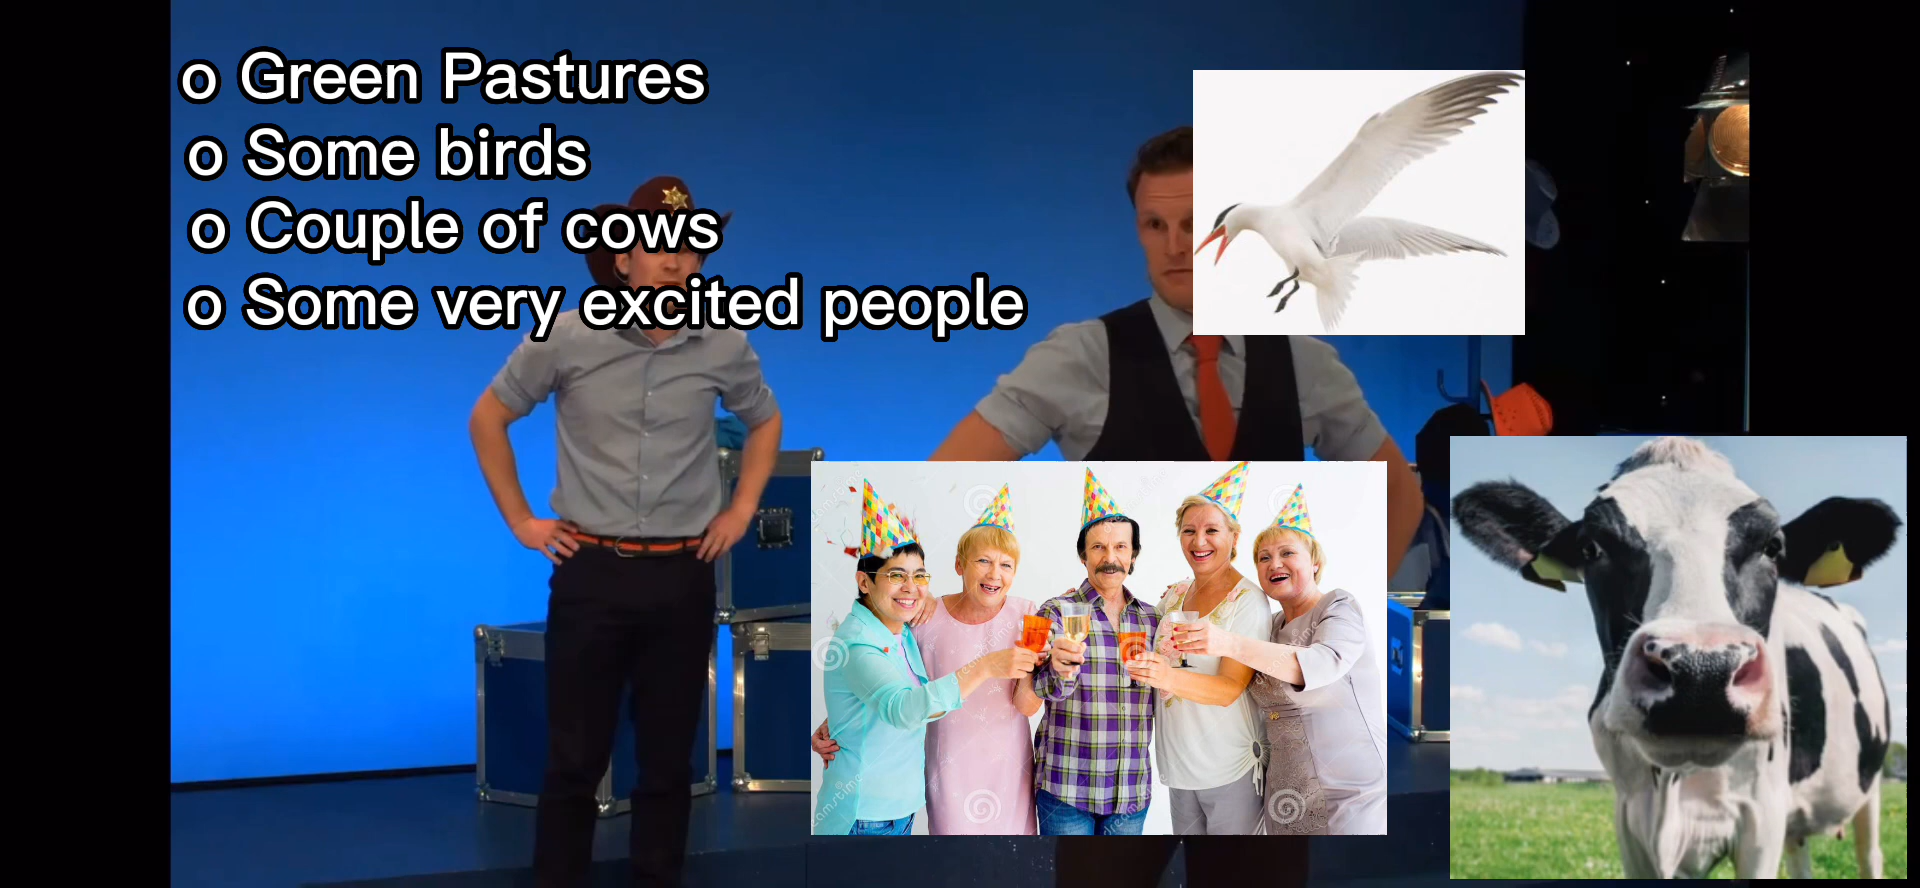 o Green Pastures
o Some birds
o Couple of cows
o Some very excited people